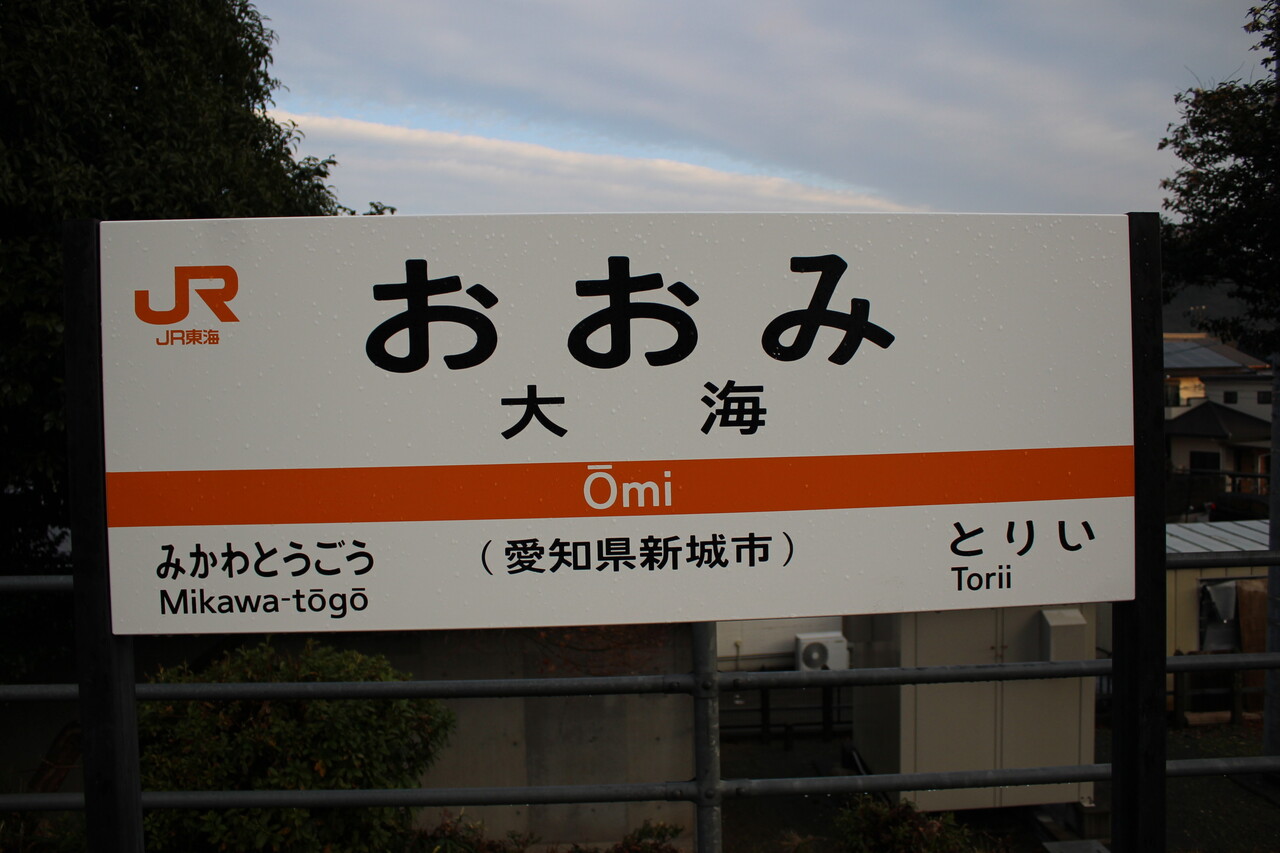 JR
JR東海
おおみ
大海
Ōmi
みかわとうごう
Mikawa-tōgō
（愛知県新城市）
とりい
Torii